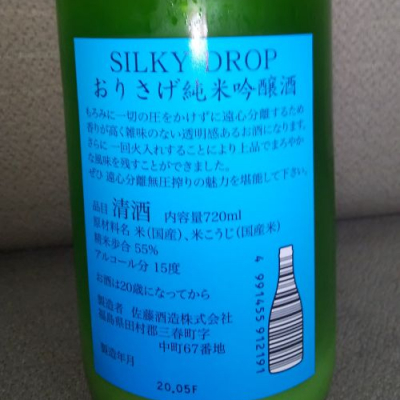 SILKY DROP
おりさげ純米吟醸酒
もろみに一切の圧をかけずに遠心分離するため
香りが高く雑味のない透明感あるお酒になります。
さらに一回火入れすることにより上品でまろやか
な風味を残すことができました。
ぜひ 遠心分離無圧搾りの魅力を堪能して下さい。
品目 清酒 内容量720ml
原材料名 米(国産)、米こうじ(国産米)
精米歩合 55%
アルコール分 15度
お酒は20歳になってから
製造者 佐藤酒造株式会社
福島県田村郡三春町字
中町67番地
製造年月
20,05F
4 991455 912191